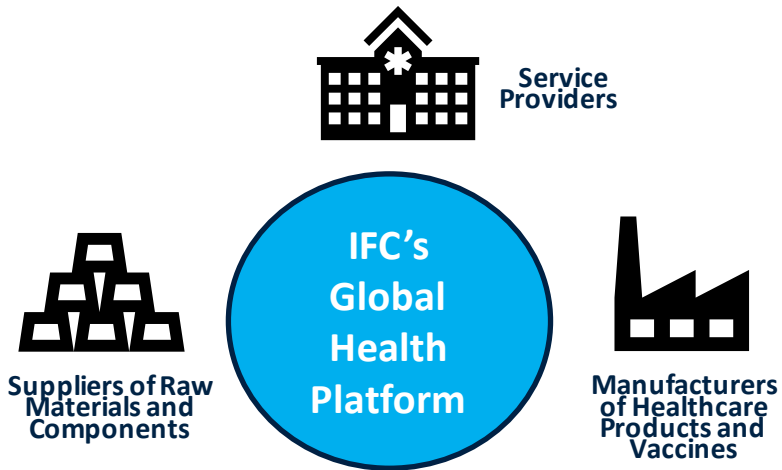 Service
Providers
IFC’s
Global
Health
Platform
Suppliers of Raw
Materials and
Components
Manufacturers
of Healthcare
Products and
Vaccines